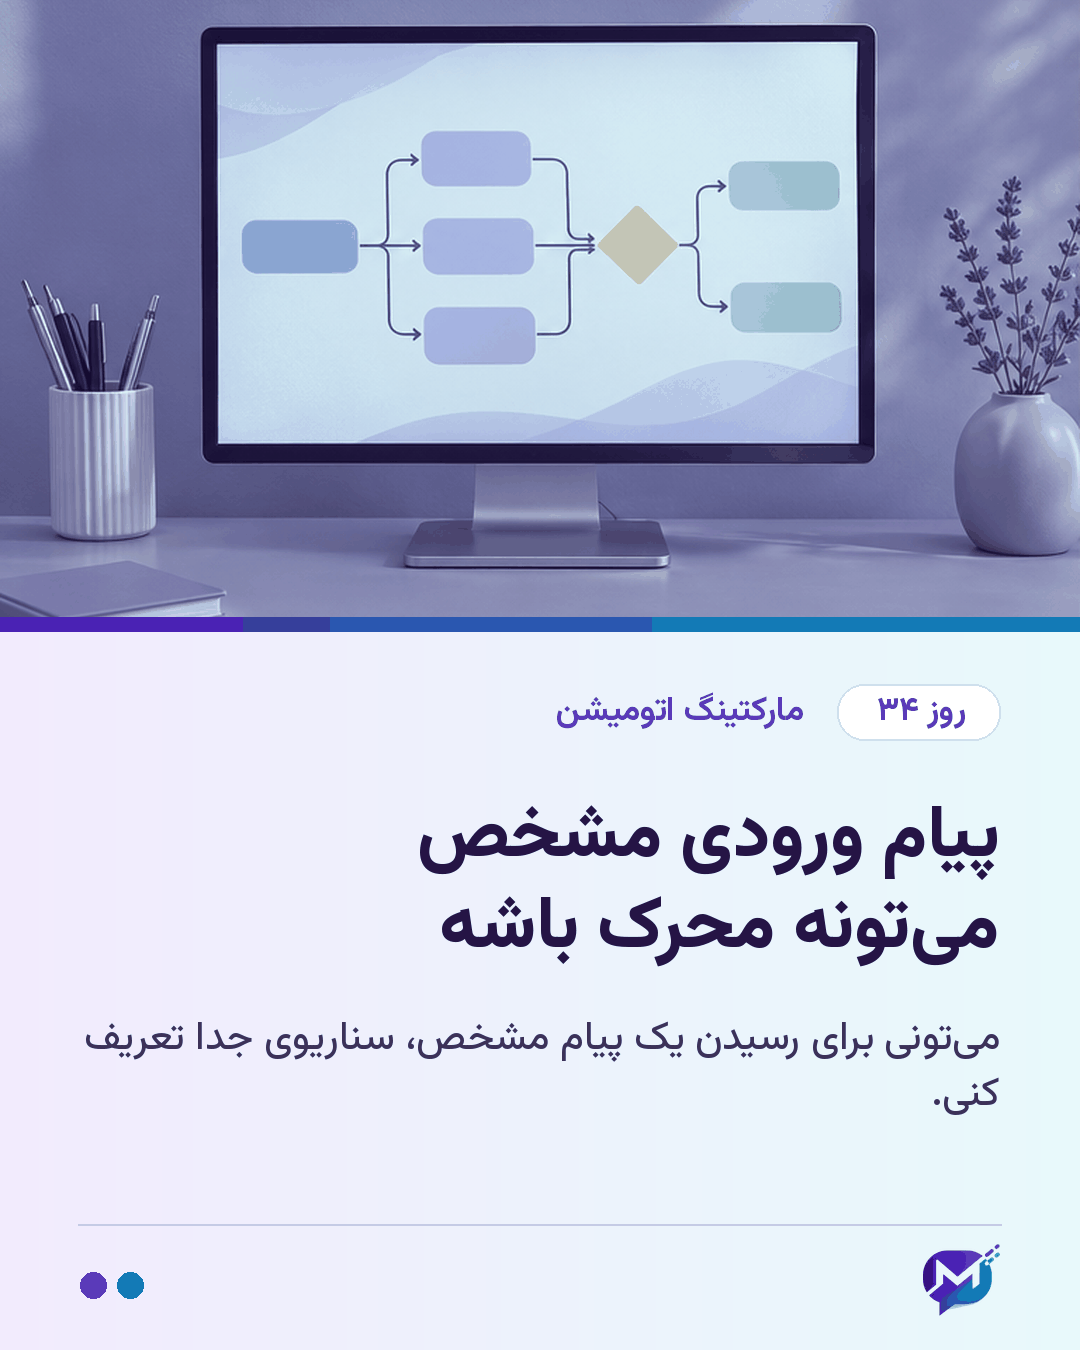 روز ۳۴
مارکتینگ اتومیشن
پیام ورودی مشخص
می‌تونه محرک باشه
می‌تونی برای رسیدن یک پیام مشخص، سناریوی جدا تعریف
کنی.